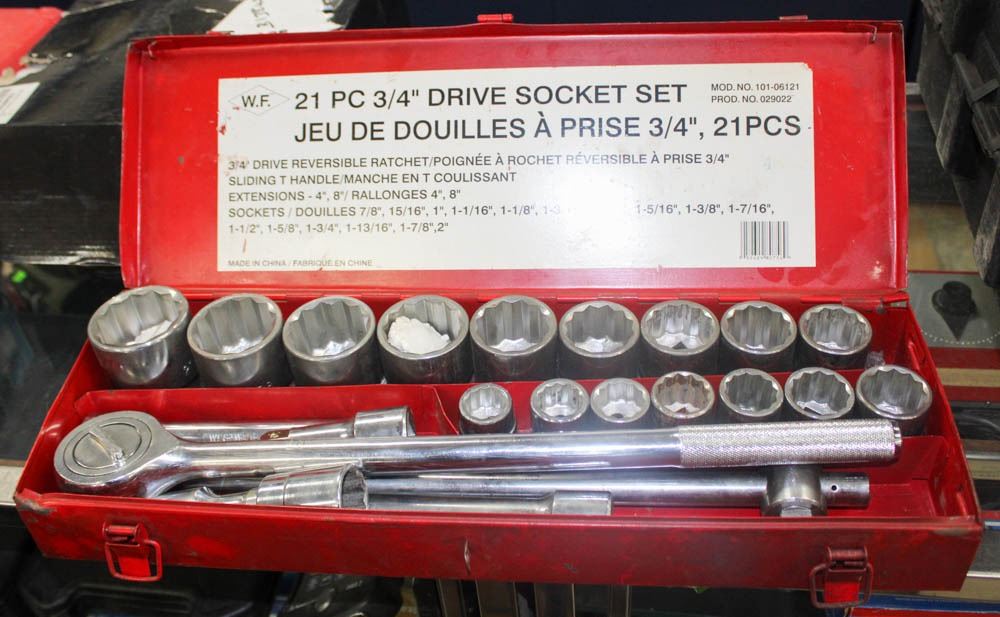 W.F.
21 PC 3/4" DRIVE SOCKET SET
MOD. NO. 101-06121
PROD. NO. 029022
JEU DE DOUILLES À PRISE 3/4", 21PCS
3/4" DRIVE REVERSIBLE RATCHET/POIGNÉE À ROCHET RÉVERSIBLE À PRISE 3/4"
SLIDING T HANDLE/MANCHE EN T COULISSANT
EXTENSIONS - 4", 8"/ RALLONGES 4", 8"
SOCKETS / DOUILLES 7/8", 15/16", 1", 1-1/16", 1-1/8", 1-5/16", 1-3/8", 1-7/16",
1-1/2", 1-5/8", 1-3/4", 1-13/16", 1-7/8",2"
MADE IN CHINA / FABRIQUÉ EN CHINE